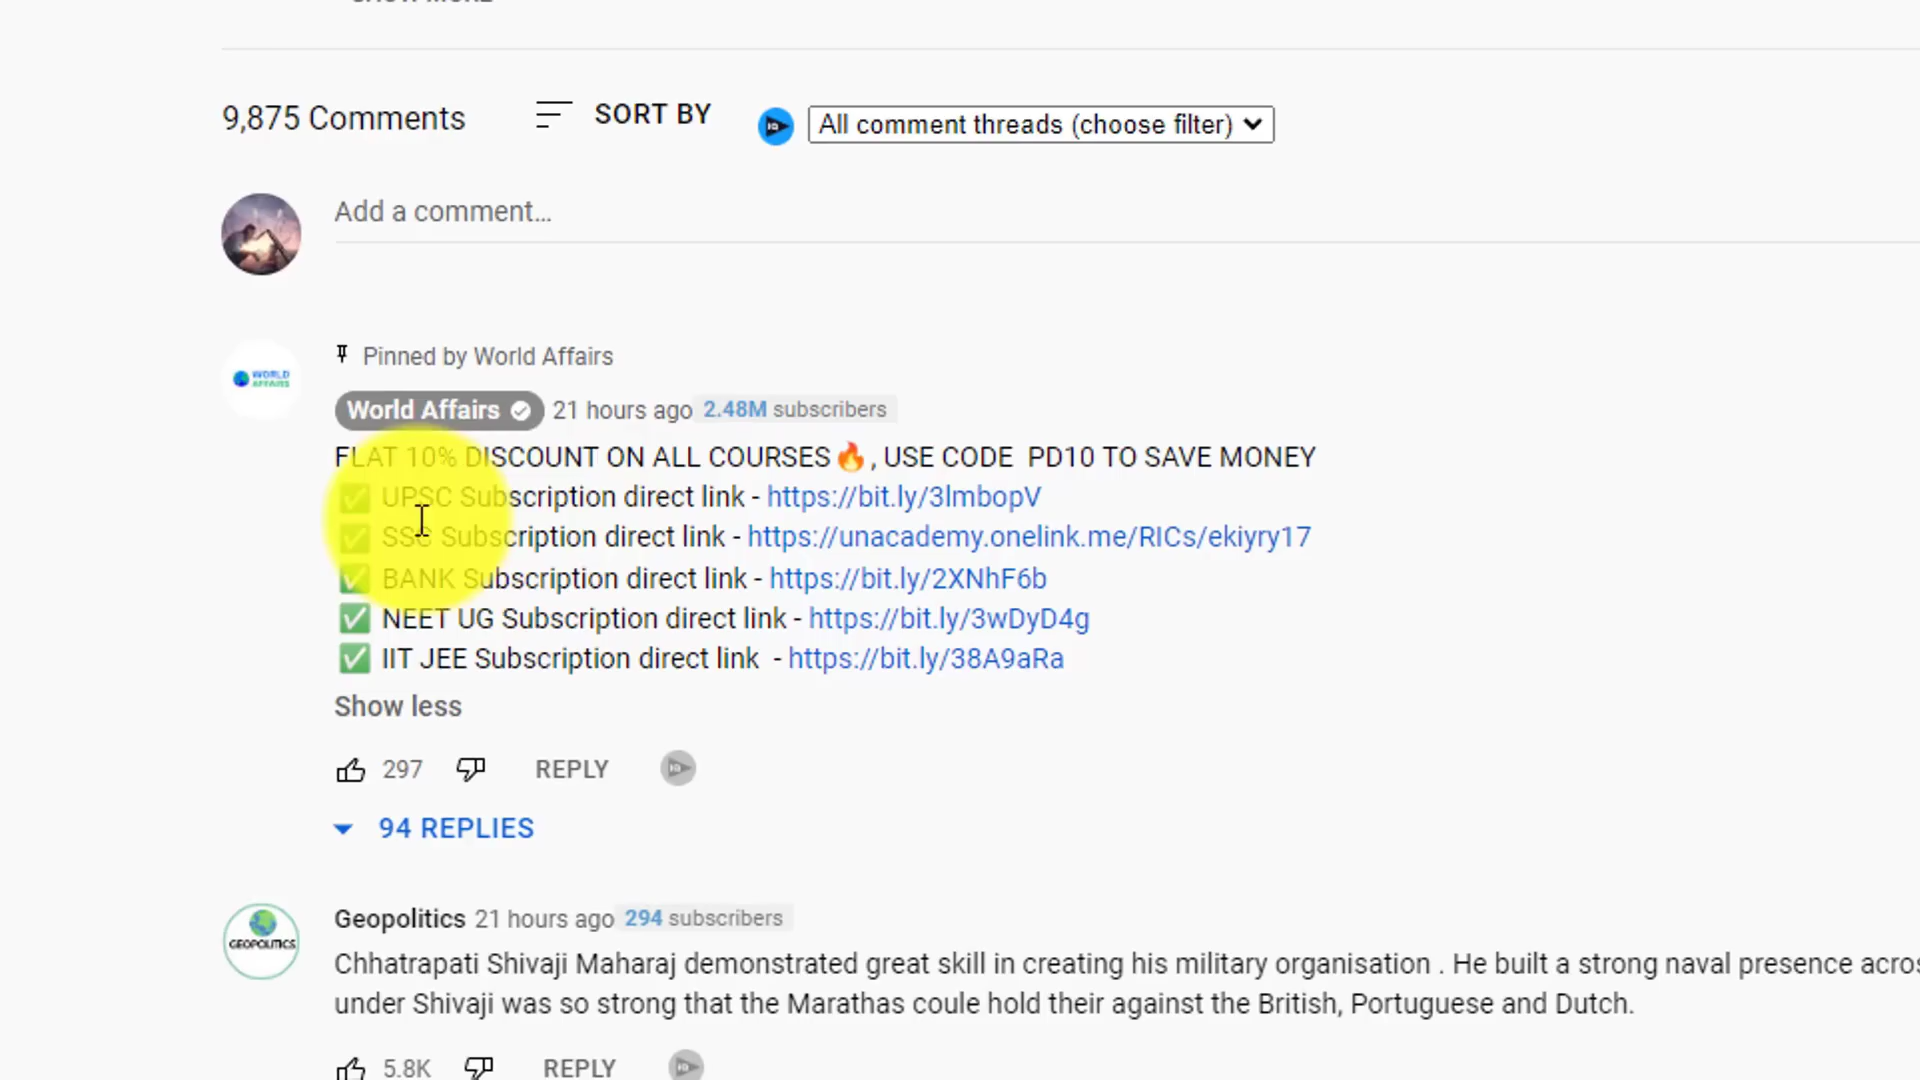 9,875 Comments
SORT BY
All comment threads (choose filter)
Add a comment...
Pinned by World Affairs
WORLD
AFFAIRS
World Affairs 21 hours ago 2.48M subscribers
FLAT 10% DISCOUNT ON ALL COURSES🔥, USE CODE PD10 TO SAVE MONEY
✅ UPSC Subscription direct link - https://bit.ly/3lmbopV
✅ SSC Subscription direct link - https://unacademy.onelink.me/RICs/ekiyry17
✅ BANK Subscription direct link - https://bit.ly/2XNhF6b
✅ NEET UG Subscription direct link - https://bit.ly/3wDyD4g
✅ IIT JEE Subscription direct link - https://bit.ly/38A9aRa
Show less
297 REPLY
94 REPLIES
GEOPOLITICS
Geopolitics 21 hours ago 294 subscribers
Chhatrapati Shivaji Maharaj demonstrated great skill in creating his military organisation . He built a strong naval presence
under Shivaji was so strong that the Marathas coule hold their against the British, Portuguese and Dutch.
5.8K REPLY